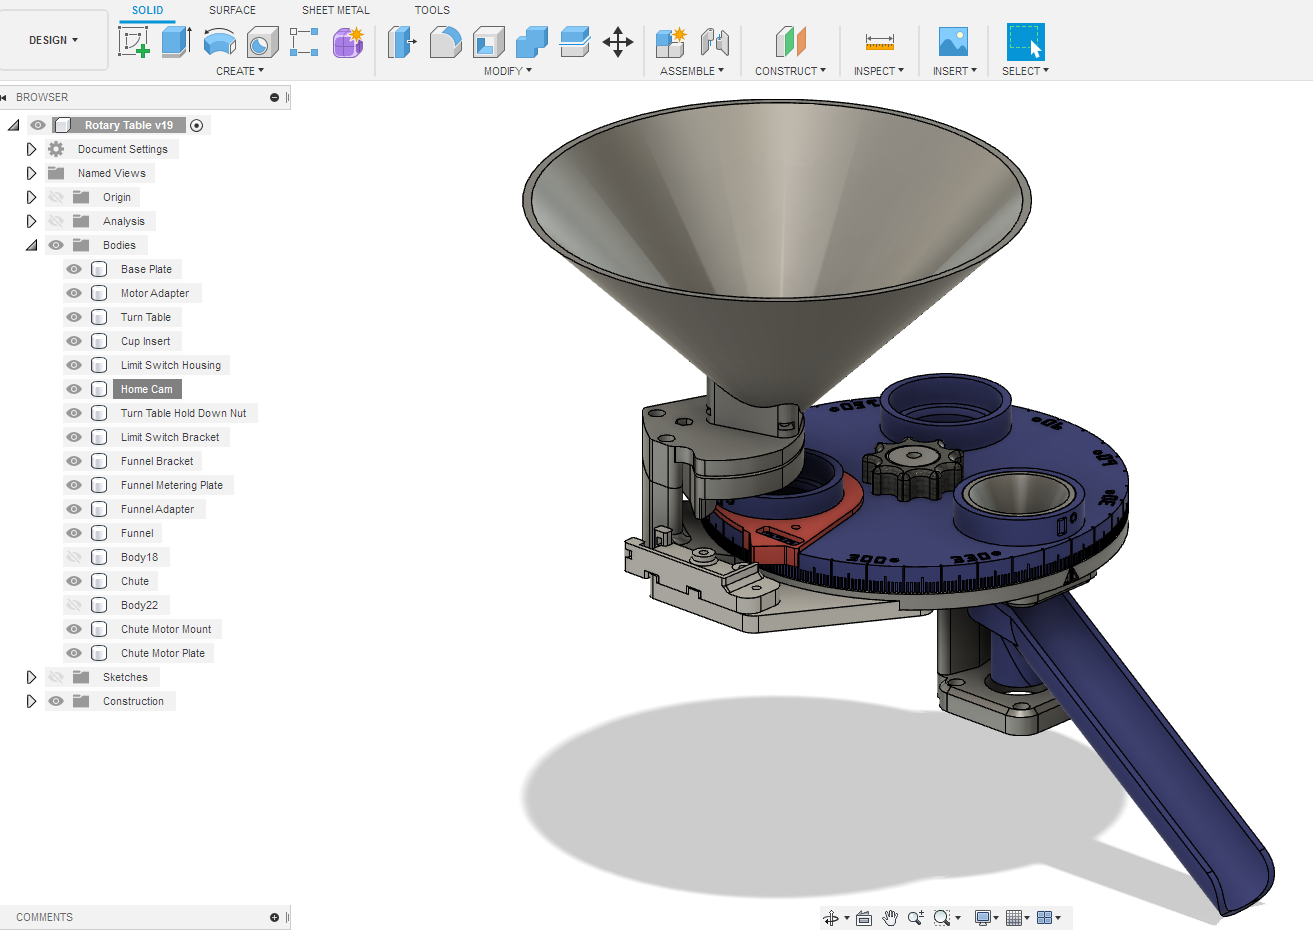 SOLID SURFACE SHEET METAL TOOLS
DESIGN
CREATE MODIFY ASSEMBLE CONSTRUCT INSPECT INSERT SELECT
BROWSER
Rotary Table v19
Document Settings
Named Views
Origin
Analysis
Bodies
Base Plate
Motor Adapter
Turn Table
Cup Insert
Limit Switch Housing
Home Cam
Turn Table Hold Down Nut
Limit Switch Bracket
Funnel Bracket
Funnel Metering Plate
Funnel Adapter
Funnel
Body18
Chute
Body22
Chute Motor Mount
Chute Motor Plate
Sketches
Construction
150°
90°
60°
30°
0°
330°
300°
COMMENTS